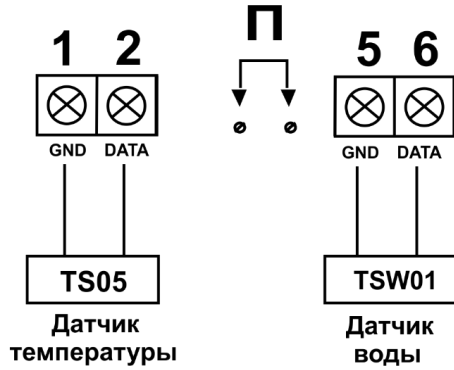 1 2 П 5 6
GND DATA GND DATA
TS05 TSW01
Датчик температуры
Датчик воды